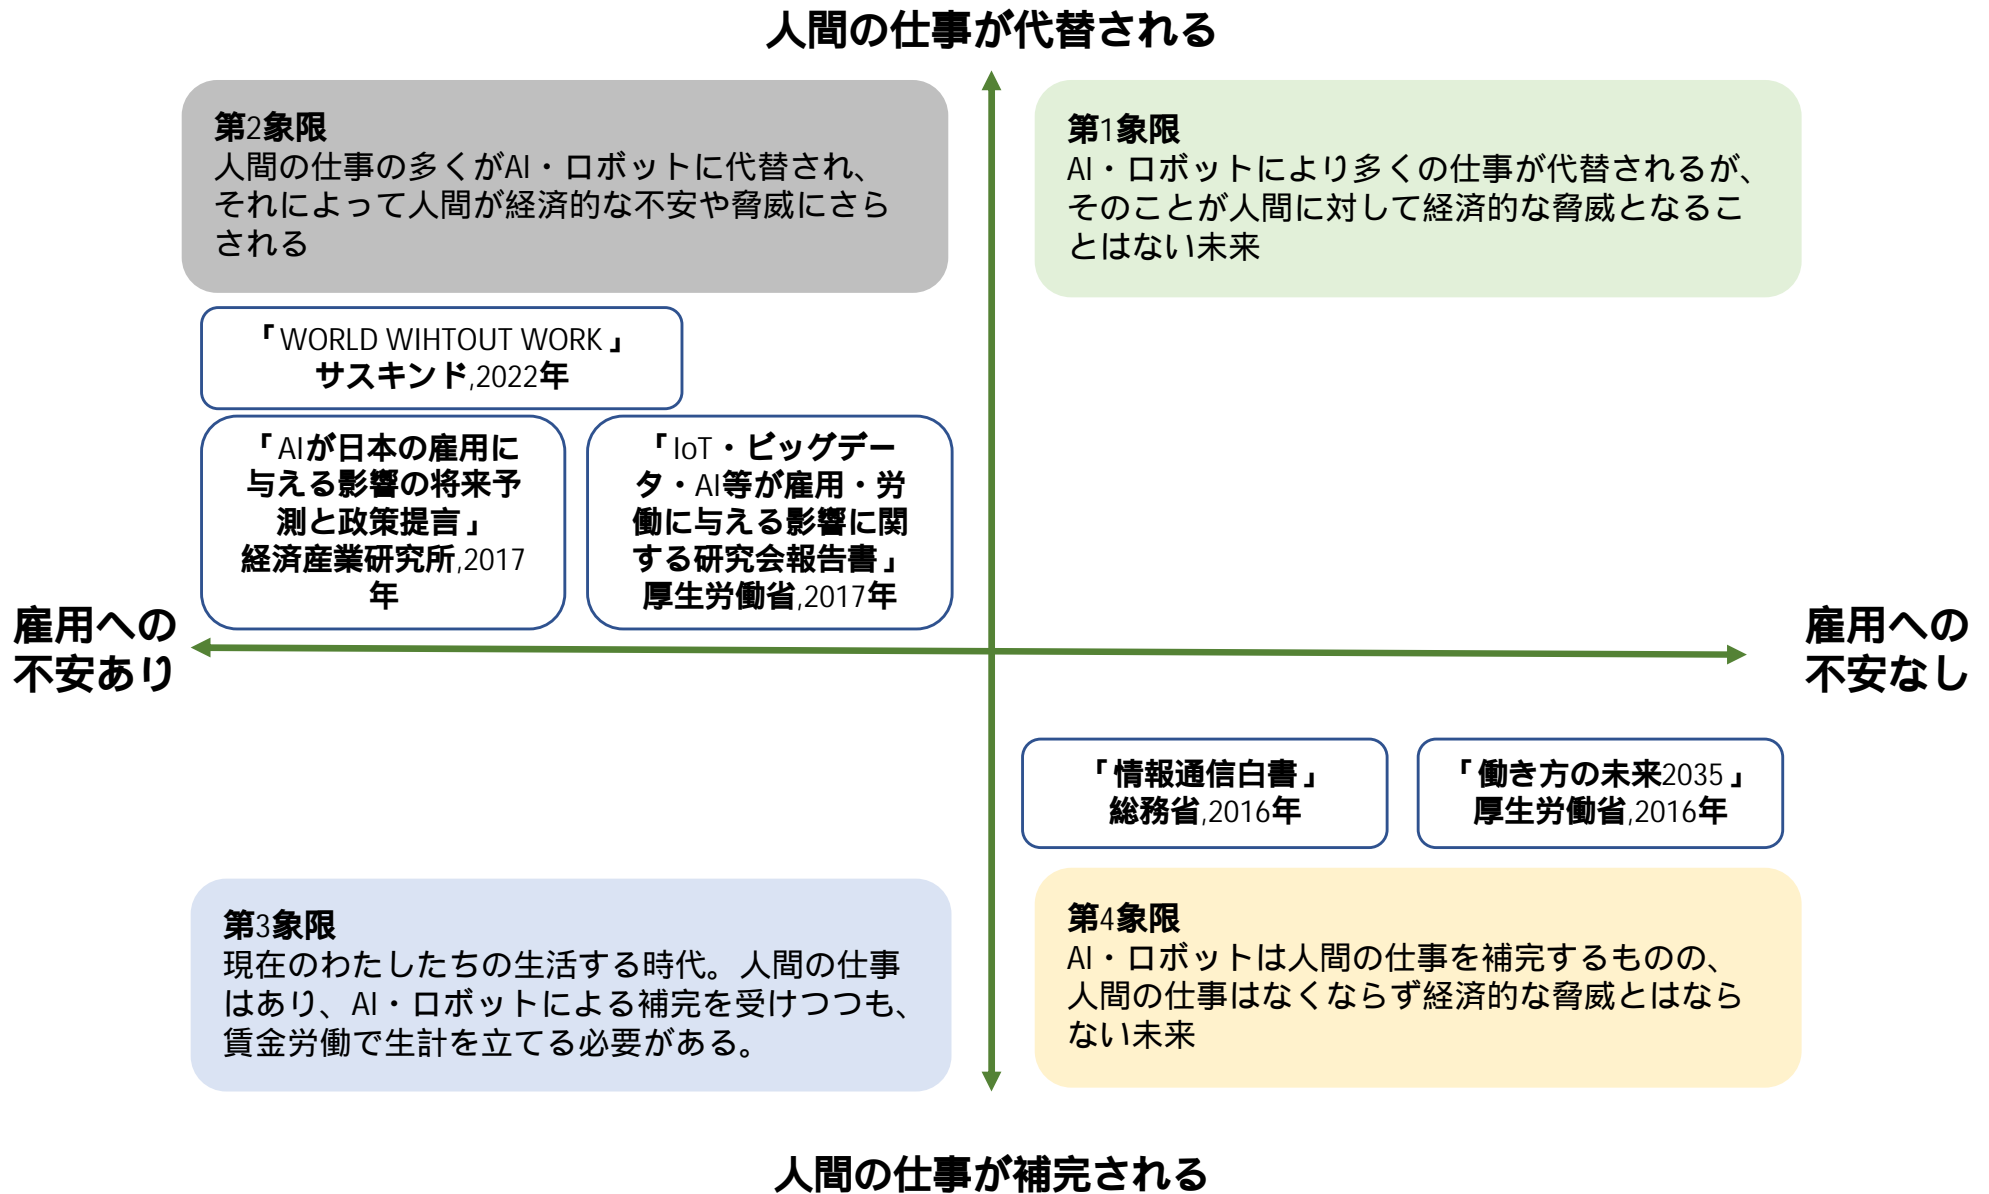 人間の仕事が代替される
第2象限
人間の仕事の多くがAI・ロボットに代替され、
それによって人間が経済的な不安や脅威にさら
される
第1象限
AI・ロボットにより多くの仕事が代替されるが、
そのことが人間に対して経済的な脅威となるこ
とはない未来
「WORLD WIHTOUT WORK」
サスキンド,2022年
「AIが日本の雇用に
与える影響の将来予
測と政策提言」
経済産業研究所,2017
年
「IoT・ビッグデー
タ・AI等が雇用・労
働に与える影響に関
する研究会報告書」
厚生労働省,2017年
雇用への
不安あり
雇用への
不安なし
「情報通信白書」
総務省,2016年
「働き方の未来2035」
厚生労働省,2016年
第3象限
現在のわたしたちの生活する時代。人間の仕事
はあり、AI・ロボットによる補完を受けつつも、
賃金労働で生計を立てる必要がある。
第4象限
AI・ロボットは人間の仕事を補完するものの、
人間の仕事はなくならず経済的な脅威とはなら
ない未来
人間の仕事が補完される